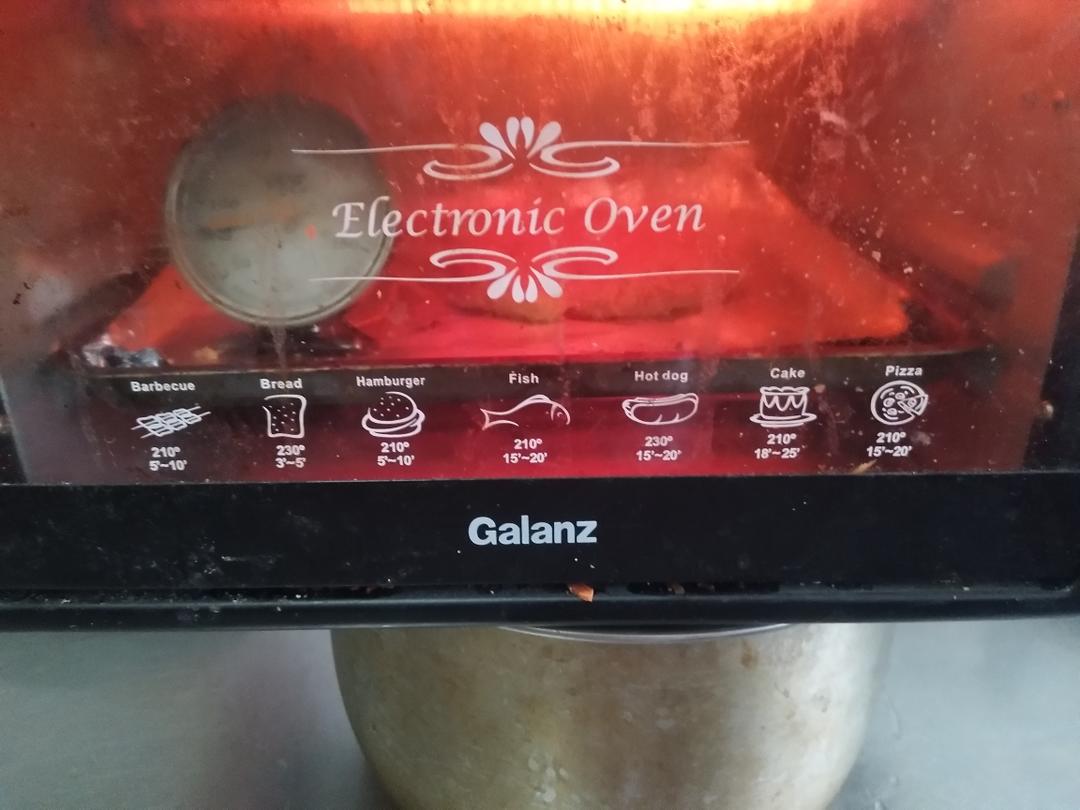 Electronic Oven
Barbecue
210°
5'~10'
Bread
230°
3'~5'
Hamburger
210°
5'~10'
Fish
210°
15'~20'
Hot dog
230°
15'~20'
Cake
210°
18'~25'
Pizza
210°
15'~20'
Galanz